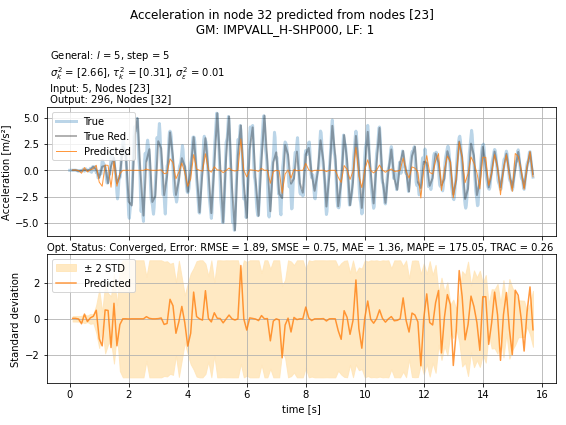 Acceleration in node 32 predicted from nodes [23]
GM: IMPVALL_H-SHP000, LF: 1
General: l = 5, step = 5
σ²ₖ = [2.66], τ²ₖ = [0.31], σ²ε = 0.01
Input: 5, Nodes [23]
Output: 296, Nodes [32]
5.0
2.5
0.0
−2.5
−5.0
Acceleration [m/s²]
True
True Red.
Predicted
Opt. Status: Converged, Error: RMSE = 1.89, SMSE = 0.75, MAE = 1.36, MAPE = 175.05, TRAC = 0.26
2
0
−2
Standard deviation
± 2 STD
Predicted
0 2 4 6 8 10 12 14 16
time [s]